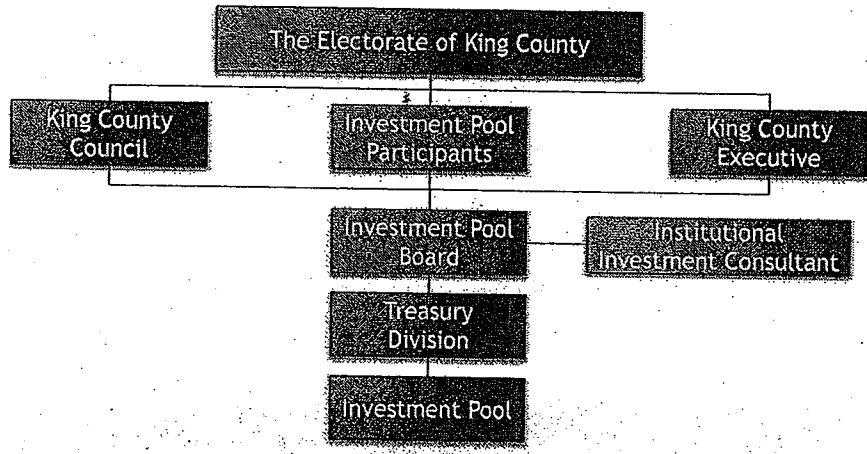 The Electorate of King County
King County
Council
Investment Pool
Participants
King County
Executive
Investment Pool
Board
Institutional
Investment Consultant
Treasury
Division
Investment Pool